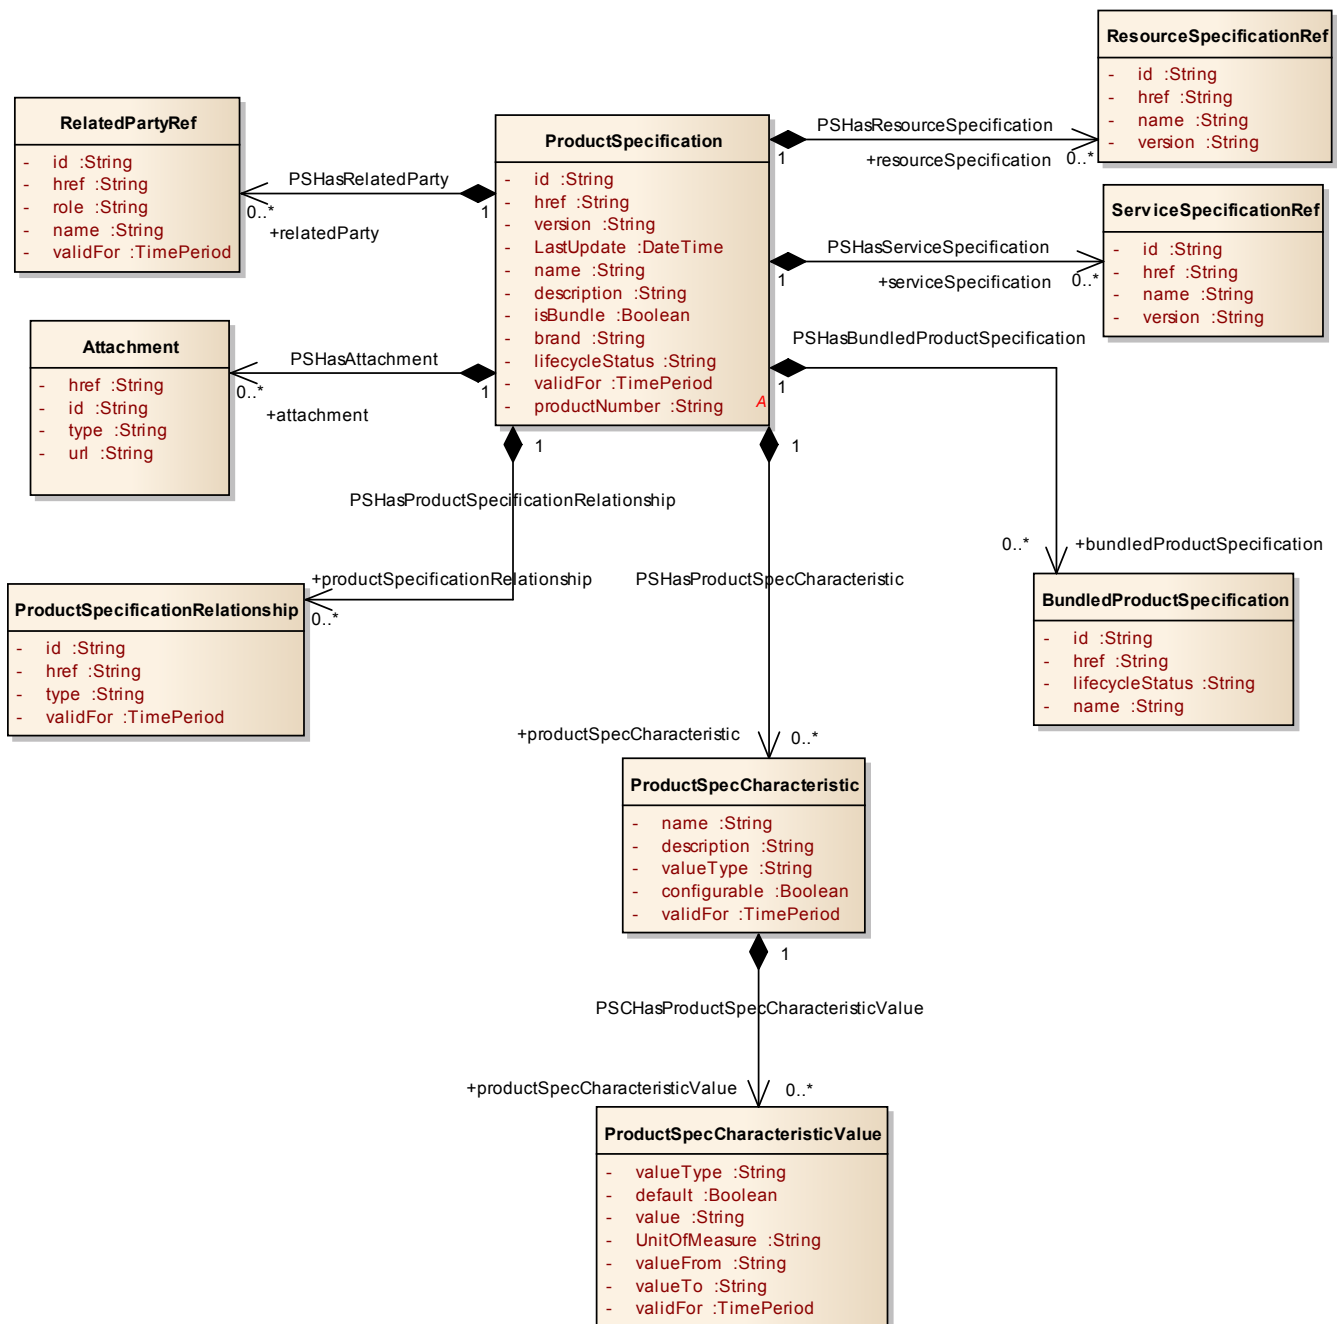 ResourceSpecificationRef
- id :String
- href :String
- name :String
- version :String
RelatedPartyRef
- id :String
- href :String
- role :String
- name :String
- validFor :TimePeriod
ProductSpecification
- id :String
- href :String
- version :String
- LastUpdate :DateTime
- name :String
- description :String
- isBundle :Boolean
- brand :String
- lifecycleStatus :String
- validFor :TimePeriod
- productNumber :String
A
PSHasResourceSpecification
1
+resourceSpecification 0..*
PSHasRelatedParty
0..*
1
+relatedParty
ServiceSpecificationRef
- id :String
- href :String
- name :String
- version :String
PSHasServiceSpecification
1
+serviceSpecification 0..*
PSHasBundledProductSpecification
1
Attachment
- href :String
- id :String
- type :String
- url :String
PSHasAttachment
0..*
1
+attachment
1
1
PSHasProductSpecificationRelationship
0..* +bundledProductSpecification
+productSpecificationRelationship
0..*
PSHasProductSpecCharacteristic
ProductSpecificationRelationship
- id :String
- href :String
- type :String
- validFor :TimePeriod
BundledProductSpecification
- id :String
- href :String
- lifecycleStatus :String
- name :String
+productSpecCharacteristic 0..*
ProductSpecCharacteristic
- name :String
- description :String
- valueType :String
- configurable :Boolean
- validFor :TimePeriod
1
PSCHasProductSpecCharacteristicValue
+productSpecCharacteristicValue 0..*
ProductSpecCharacteristicValue
- valueType :String
- default :Boolean
- value :String
- UnitOfMeasure :String
- valueFrom :String
- valueTo :String
- validFor :TimePeriod